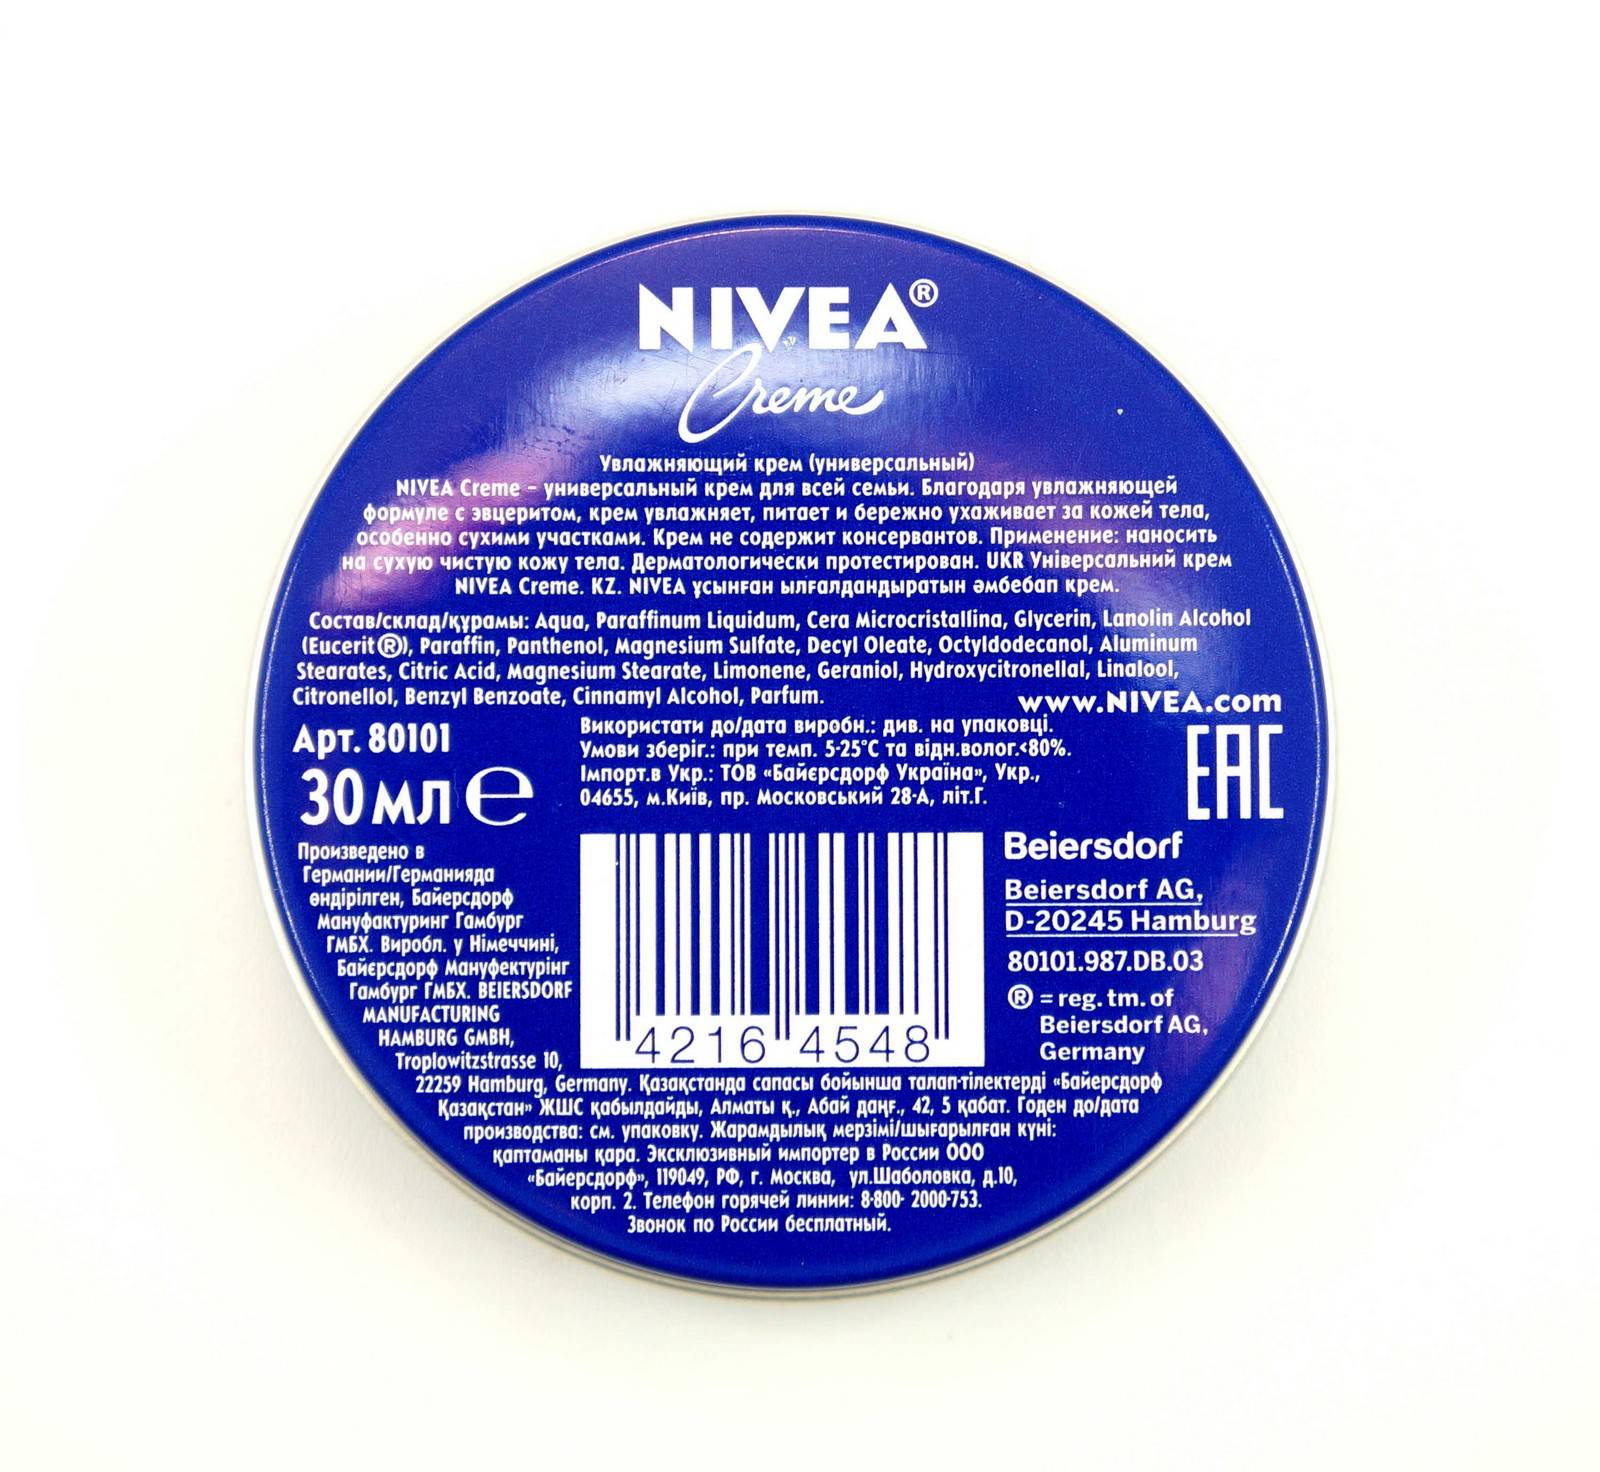 NIVEA®
Creme
Увлажняющий крем (универсальный)
NIVEA Creme – универсальный крем для всей семьи. Благодаря увлажняющей
формуле с эвцеритом, крем увлажняет, питает и бережно ухаживает за кожей тела,
особенно сухими участками. Крем не содержит консервантов. Применение: наносить
на сухую чистую кожу тела. Дерматологически протестирован. UKR Універсальний крем
NIVEA Creme. KZ. NIVEA ұсынған ылғалдандыратын әмбебап крем.
Состав/склад/құрамы: Aqua, Paraffinum Liquidum, Cera Microcristallina, Glycerin, Lanolin Alcohol
(Eucerit®), Paraffin, Panthenol, Magnesium Sulfate, Decyl Oleate, Octyldodecanol, Aluminum
Stearates, Citric Acid, Magnesium Stearate, Limonene, Geraniol, Hydroxycitronellal, Linalool,
Citronellol, Benzyl Benzoate, Cinnamyl Alcohol, Parfum.
www.NIVEA.com
Арт. 80101
30 мл ℮
Використати до/дата виробн.: див. на упаковці.
Умови зберіг.: при темп. 5-25°C та відн.волог.<80%.
Імпорт.в Укр.: ТОВ «Байєрсдорф Україна», Укр.,
04655, м.Київ, пр. Московський 28-А, літ.Г.
EAC
Произведено в
Германии/Германияда
өндірілген, Байерсдорф
Мануфактуринг Гамбург
ГМБХ. Виробл. у Німеччині,
Байєрсдорф Мануфектурінг
Гамбург ГМБХ. BEIERSDORF
MANUFACTURING
HAMBURG GMBH,
Troplowitzstrasse 10,
22259 Hamburg, Germany. Қазақстанда сапасы бойынша талап-тілектерді «Байерсдорф
Қазақстан» ЖШС қабылдайды, Алматы қ., Абай даңғ., 42, 5 қабат. Годен до/дата
производства: см. упаковку. Жарамдылық мерзімі/шығарылған күні:
қаптаманы қара. Эксклюзивный импортер в России ООО
«Байерсдорф», 119049, РФ, г. Москва, ул.Шаболовка, д.10,
корп. 2. Телефон горячей линии: 8-800- 2000-753.
Звонок по России бесплатный.
4216 4548
Beiersdorf
Beiersdorf AG,
D-20245 Hamburg
80101.987.DB.03
® = reg. tm. of
Beiersdorf AG,
Germany